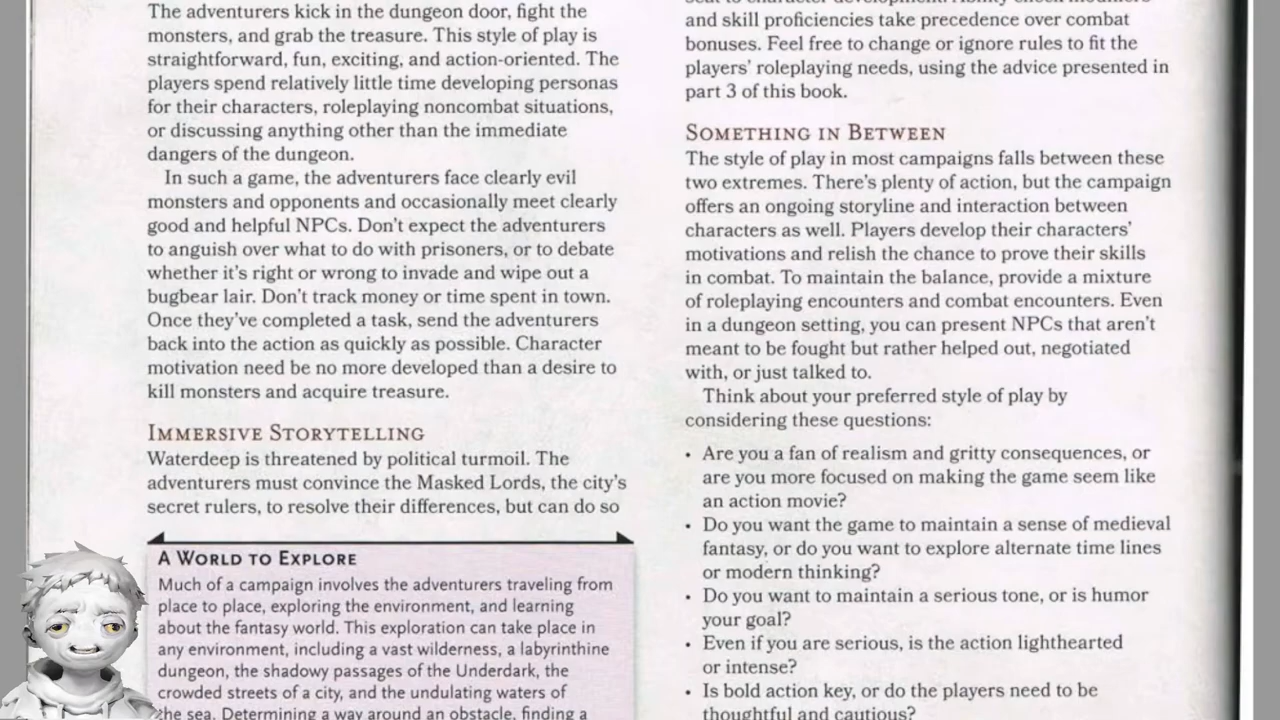 The adventurers kick in the dungeon door, fight the
monsters, and grab the treasure. This style of play is
straightforward, fun, exciting, and action-oriented. The
players spend relatively little time developing personas
for their characters, roleplaying noncombat situations,
or discussing anything other than the immediate
dangers of the dungeon.
In such a game, the adventurers face clearly evil
monsters and opponents and occasionally meet clearly
good and helpful NPCs. Don't expect the adventurers
to anguish over what to do with prisoners, or to debate
whether it's right or wrong to invade and wipe out a
bugbear lair. Don't track money or time spent in town.
Once they've completed a task, send the adventurers
back into the action as quickly as possible. Character
motivation need be no more developed than a desire to
kill monsters and acquire treasure.
IMMERSIVE STORYTELLING
Waterdeep is threatened by political turmoil. The
adventurers must convince the Masked Lords, the city's
secret rulers, to resolve their differences, but can do so
A WORLD TO EXPLORE
Much of a campaign involves the adventurers traveling from
place to place, exploring the environment, and learning
about the fantasy world. This exploration can take place in
any environment, including a vast wilderness, a labyrinthine
dungeon, the shadowy passages of the Underdark, the
crowded streets of a city, and the undulating waters of
the sea. Determining a way around an obstacle, finding a
and skill proficiencies take precedence over combat
bonuses. Feel free to change or ignore rules to fit the
players' roleplaying needs, using the advice presented in
part 3 of this book.
SOMETHING IN BETWEEN
The style of play in most campaigns falls between these
two extremes. There's plenty of action, but the campaign
offers an ongoing storyline and interaction between
characters as well. Players develop their characters'
motivations and relish the chance to prove their skills
in combat. To maintain the balance, provide a mixture
of roleplaying encounters and combat encounters. Even
in a dungeon setting, you can present NPCs that aren't
meant to be fought but rather helped out, negotiated
with, or just talked to.
Think about your preferred style of play by
considering these questions:
• Are you a fan of realism and gritty consequences, or
are you more focused on making the game seem like
an action movie?
• Do you want the game to maintain a sense of medieval
fantasy, or do you want to explore alternate time lines
or modern thinking?
• Do you want to maintain a serious tone, or is humor
your goal?
• Even if you are serious, is the action lighthearted
or intense?
• Is bold action key, or do the players need to be
thoughtful and cautious?